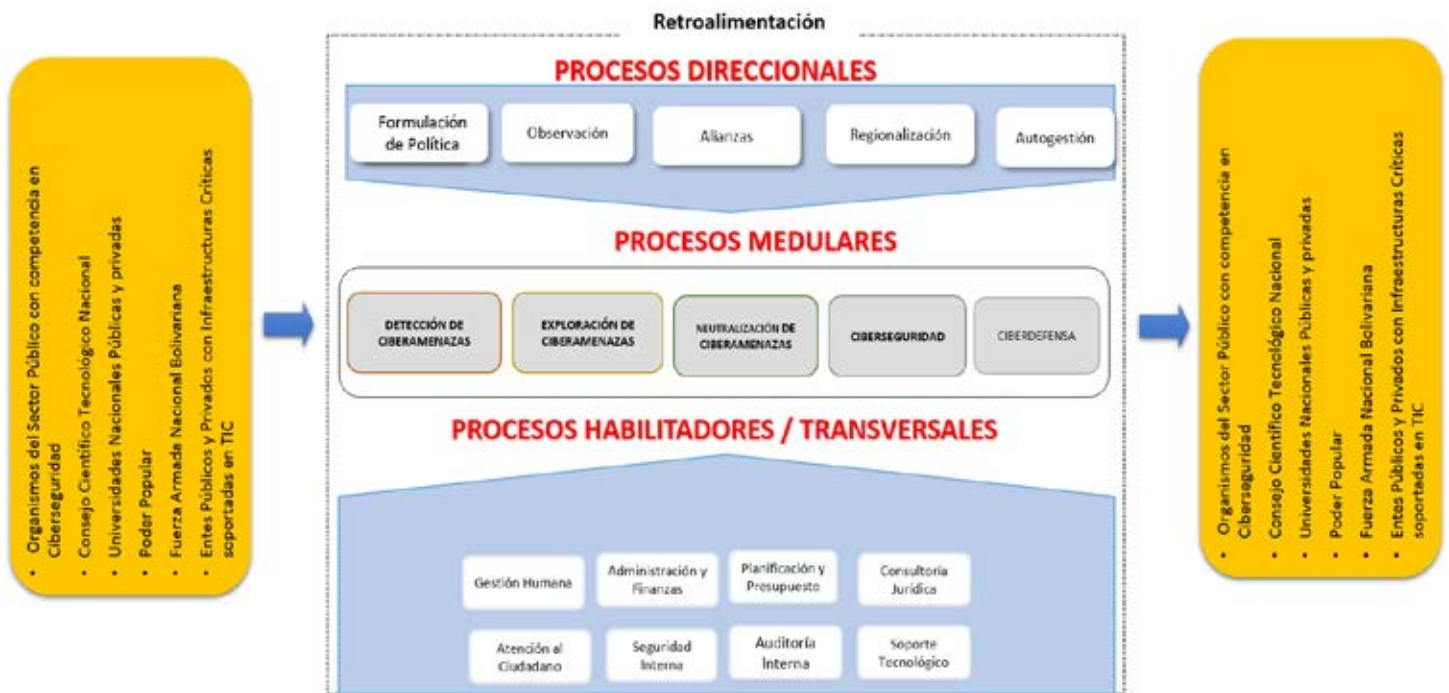 Retroalimentación
• Organismos del Sector Público con competencia en
Ciberseguridad
• Consejo Científico Tecnológico Nacional
• Universidades Nacionales Públicas y privadas
• Poder Popular
• Fuerza Armada Nacional Bolivariana
• Entes Públicos y Privados con Infraestructuras Críticas
soportadas en TIC
PROCESOS DIRECCIONALES
Formulación
de Política
Observación
Alianzas
Regionalización
Autogestión
PROCESOS MEDULARES
DETECCIÓN DE
CIBERAMENAZAS
EXPLORACIÓN DE
CIBERAMENAZAS
NEUTRALIZACIÓN DE
CIBERAMENAZAS
CIBERSEGURIDAD
CIBERDEFENSA
PROCESOS HABILITADORES / TRANSVERSALES
Gestión Humana
Administración y
Finanzas
Planificación y
Presupuesto
Consultoría
Jurídica
Atención al
Ciudadano
Seguridad
Interna
Auditoría
Interna
Soporte
Tecnológico
• Organismos del Sector Público con competencia en
Ciberseguridad
• Consejo Científico Tecnológico Nacional
• Universidades Nacionales Públicas y privadas
• Poder Popular
• Fuerza Armada Nacional Bolivariana
• Entes Públicos y Privados con Infraestructuras Críticas
soportadas en TIC